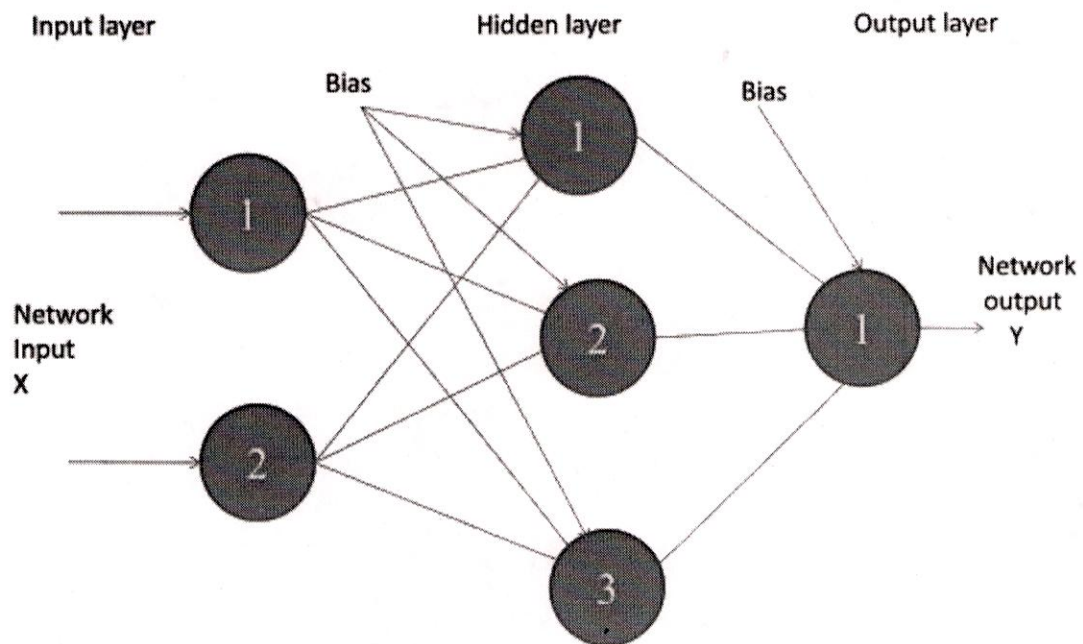 Input layer
Hidden layer
Output layer
Bias
Bias
1
1
2
2
3
1
Network
Input
X
Network
output
Y